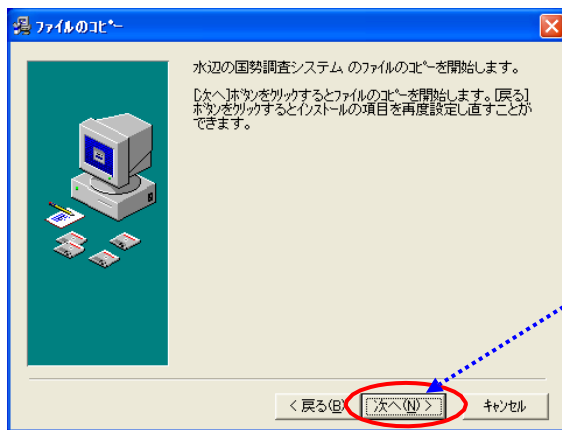 ファイルのコピー
水辺の国勢調査システム のファイルのコピーを開始します。
[次へ]ボタンをクリックするとファイルのコピーを開始します。[戻る]
ボタンをクリックするとインストールの項目を再度設定し直すことが
できます。
< 戻る(B)
次へ(N) >
キャンセル